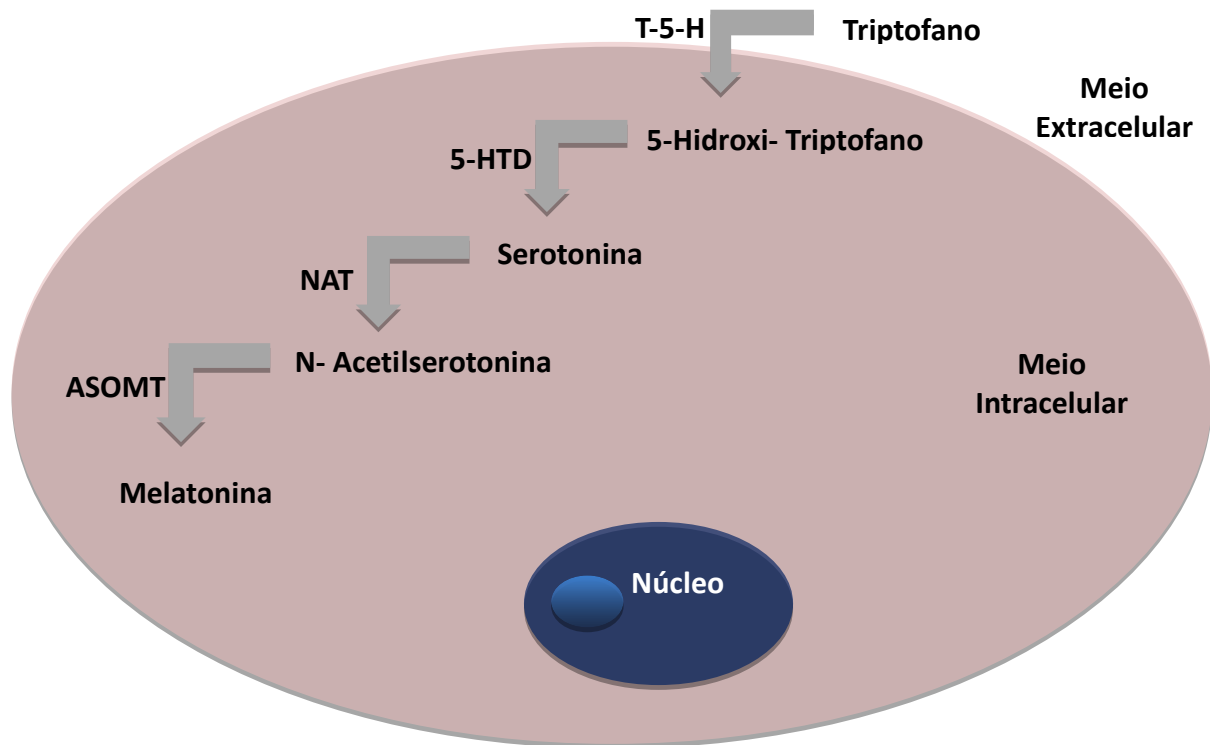 T-5-H
Triptofano
Meio
Extracelular
5-HTD
5-Hidroxi- Triptofano
NAT
Serotonina
ASOMT
N- Acetilserotonina
Meio
Intracelular
Melatonina
Núcleo